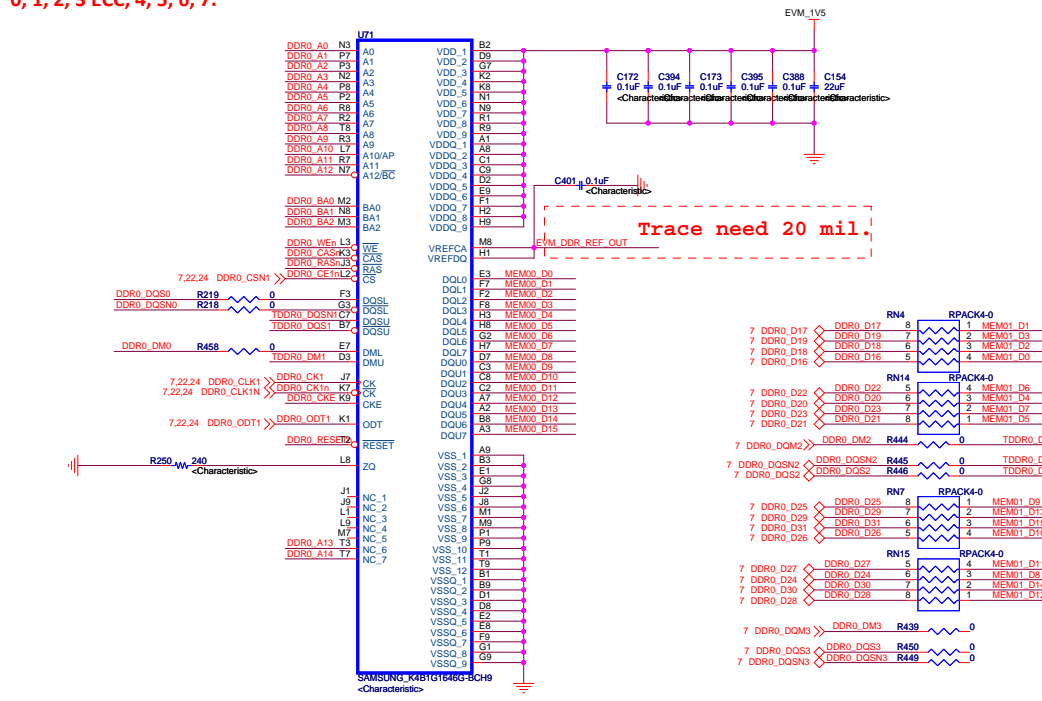 0, 1, 2, 3 ECC, 4, 5, 6, 7.
EVM_1V5
U71
DDR0_A0 N3 A0
DDR0_A1 P7 A1
DDR0_A2 P3 A2
DDR0_A3 N2 A3
DDR0_A4 P8 A4
DDR0_A5 P2 A5
DDR0_A6 R8 A6
DDR0_A7 R2 A7
DDR0_A8 T8 A8
DDR0_A9 R3 A9
DDR0_A10 L7 A10/AP
DDR0_A11 R7 A11
DDR0_A12 N7 A12/BC
DDR0_BA0 M2 BA0
DDR0_BA1 N8 BA1
DDR0_BA2 M3 BA2
DDR0_WEn L3 WE
DDR0_CASn K3 CAS
DDR0_RASn J3 RAS
7,22,24 DDR0_CSN1 DDR0_CE1n L2 CS
DDR0_DQS0 R219 0 F3 DQSL
DDR0_DQSN0 R218 0 G3 DQSL
TDDR0_DQSN1 C7 DQSU
TDDR0_DQS1 B7 DQSU
DDR0_DM0 R458 0 E7 DML
TDDR0_DM1 D3 DMU
7,22,24 DDR0_CLK1 DDR0_CK1 J7 CK
7,22,24 DDR0_CLK1N DDR0_CK1n K7 CK
DDR0_CKE K9 CKE
7,22,24 DDR0_ODT1 DDR0_ODT1 K1 ODT
T2 RESET
R250 240 L8 ZQ
<Characteristic>
J1 NC_1
J9 NC_2
L1 NC_3
L9 NC_4
M7 NC_5
DDR0_A13 T3 NC_6
DDR0_A14 T7 NC_7
VDD_1 B2
VDD_2 D9
VDD_3 G7
VDD_4 K2
VDD_5 K8
VDD_6 N1
VDD_7 N9
VDD_8 R1
VDD_9 R9
VDDQ_1 A1
VDDQ_2 A8
VDDQ_3 C1
VDDQ_4 C9
VDDQ_5 D2
VDDQ_6 E9
VDDQ_7 F1
VDDQ_8 H2
VDDQ_9 H9
VREFCA M8 EVM_DDR_REF_OUT
VREFDQ H1
DQL0 E3 MEM00_D0
DQL1 F7 MEM00_D1
DQL2 F2 MEM00_D2
DQL3 F8 MEM00_D3
DQL4 H3 MEM00_D4
DQL5 H8 MEM00_D5
DQL6 G2 MEM00_D6
DQL7 H7 MEM00_D7
DQU0 D7 MEM00_D8
DQU1 C3 MEM00_D9
DQU2 C8 MEM00_D10
DQU3 C2 MEM00_D11
DQU4 A7 MEM00_D12
DQU5 A2 MEM00_D13
DQU6 B8 MEM00_D14
DQU7 A3 MEM00_D15
VSS_1 A9
VSS_2 B3
VSS_3 E1
VSS_4 G8
VSS_5 J2
VSS_6 J8
VSS_7 M1
VSS_8 M9
VSS_9 P1
VSS_10 P9
VSS_11 T1
VSS_12 T9
VSSQ_1 B1
VSSQ_2 B9
VSSQ_3 D1
VSSQ_4 D8
VSSQ_5 E2
VSSQ_6 E8
VSSQ_7 F9
VSSQ_8 G1
VSSQ_9 G9
SAMSUNG_K4B1G1646G-BCH9
<Characteristic>
C172 C394 C173 C395 C388 C154
0.1uF 0.1uF 0.1uF 0.1uF 0.1uF 22uF
C401 0.1uF
<Characteristic>
Trace need 20 mil.
RN4 RPACK4-0
7 DDR0_D17 DDR0_D17 8 1 MEM01_D1
7 DDR0_D19 DDR0_D19 7 2 MEM01_D3
7 DDR0_D18 DDR0_D18 6 3 MEM01_D2
7 DDR0_D16 DDR0_D16 5 4 MEM01_D0
RN14 RPACK4-0
7 DDR0_D22 DDR0_D22 5 4 MEM01_D6
7 DDR0_D20 DDR0_D20 6 3 MEM01_D4
7 DDR0_D23 DDR0_D23 7 2 MEM01_D7
7 DDR0_D21 DDR0_D21 8 1 MEM01_D5
7 DDR0_DQM2 DDR0_DM2 R444 0 TDDR0_D
7 DDR0_DQSN2 DDR0_DQSN2 R445 0 TDDR0_D
7 DDR0_DQS2 DDR0_DQS2 R446 0 TDDR0_D
RN7 RPACK4-0
7 DDR0_D25 DDR0_D25 8 1 MEM01_D9
7 DDR0_D29 DDR0_D29 7 2 MEM01_D13
7 DDR0_D31 DDR0_D31 6 3 MEM01_D15
7 DDR0_D26 DDR0_D26 5 4 MEM01_D10
RN15 RPACK4-0
7 DDR0_D27 DDR0_D27 5 4 MEM01_D11
7 DDR0_D24 DDR0_D24 6 3 MEM01_D8
7 DDR0_D30 DDR0_D30 7 2 MEM01_D14
7 DDR0_D28 DDR0_D28 8 1 MEM01_D12
7 DDR0_DQM3 DDR0_DM3 R439 0
7 DDR0_DQS3 DDR0_DQS3 R450 0
7 DDR0_DQSN3 DDR0_DQSN3 R449 0